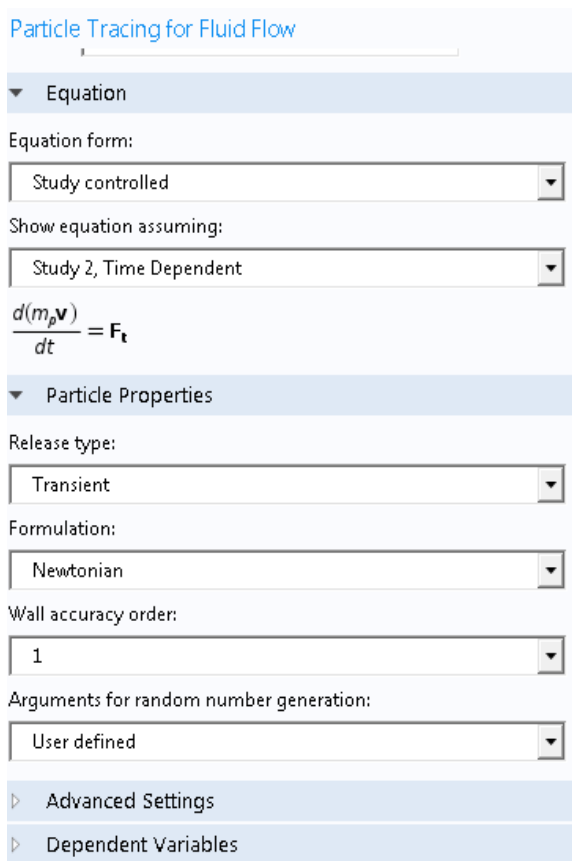 Particle Tracing for Fluid Flow
Equation
Equation form:
Study controlled
Show equation assuming:
Study 2, Time Dependent
d(mₚv)/dt = Fₜ
Particle Properties
Release type:
Transient
Formulation:
Newtonian
Wall accuracy order:
1
Arguments for random number generation:
User defined
Advanced Settings
Dependent Variables